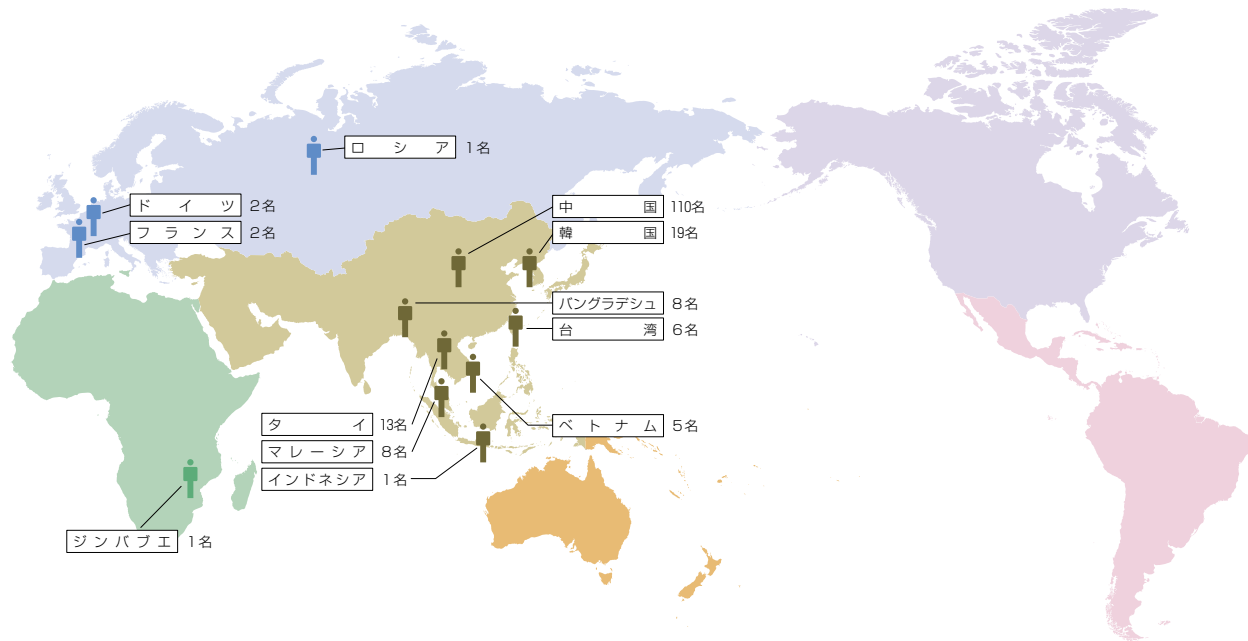 ロシア 1名
ドイツ 2名
フランス 2名
中国 110名
韓国 19名
バングラデシュ 8名
台湾 6名
タイ 13名
マレーシア 8名
インドネシア 1名
ベトナム 5名
ジンバブエ 1名